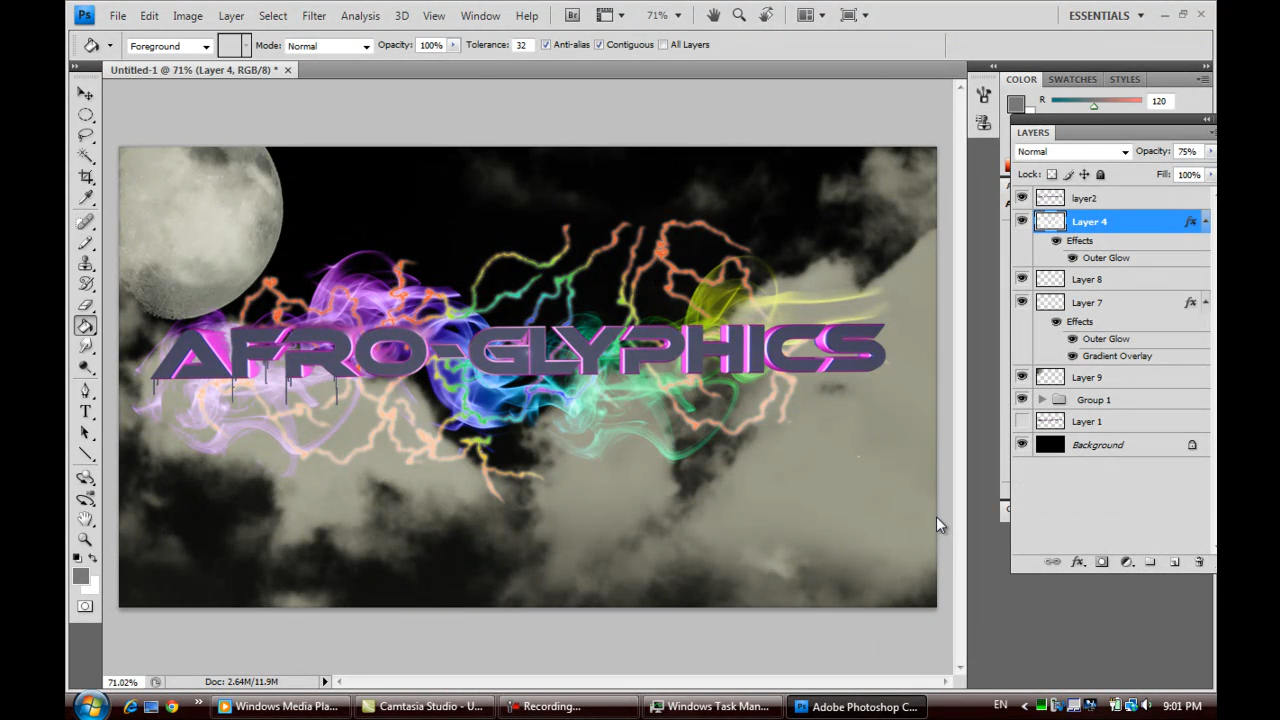 Ps File Edit Image Layer Select Filter Analysis 3D View Window Help Br 71% ESSENTIALS
Foreground Mode: Normal Opacity: 100% Tolerance: 32 Anti-alias Contiguous All Layers
Untitled-1 @ 71% (Layer 4, RGB/8) *
COLOR SWATCHES STYLES
R 120
LAYERS
Normal Opacity: 75%
Lock: Fill: 100%
layer2
Layer 4 fx
Effects
Outer Glow
Layer 8
Layer 7 fx
Effects
Outer Glow
Gradient Overlay
Layer 9
Group 1
Layer 1
Background
AFRO-GLYPHICS
71.02% Doc: 2.64M/11.9M
Windows Media Pla... Camtasia Studio - U... Recording... Windows Task Man... Ps Adobe Photoshop C... EN 9:01 PM